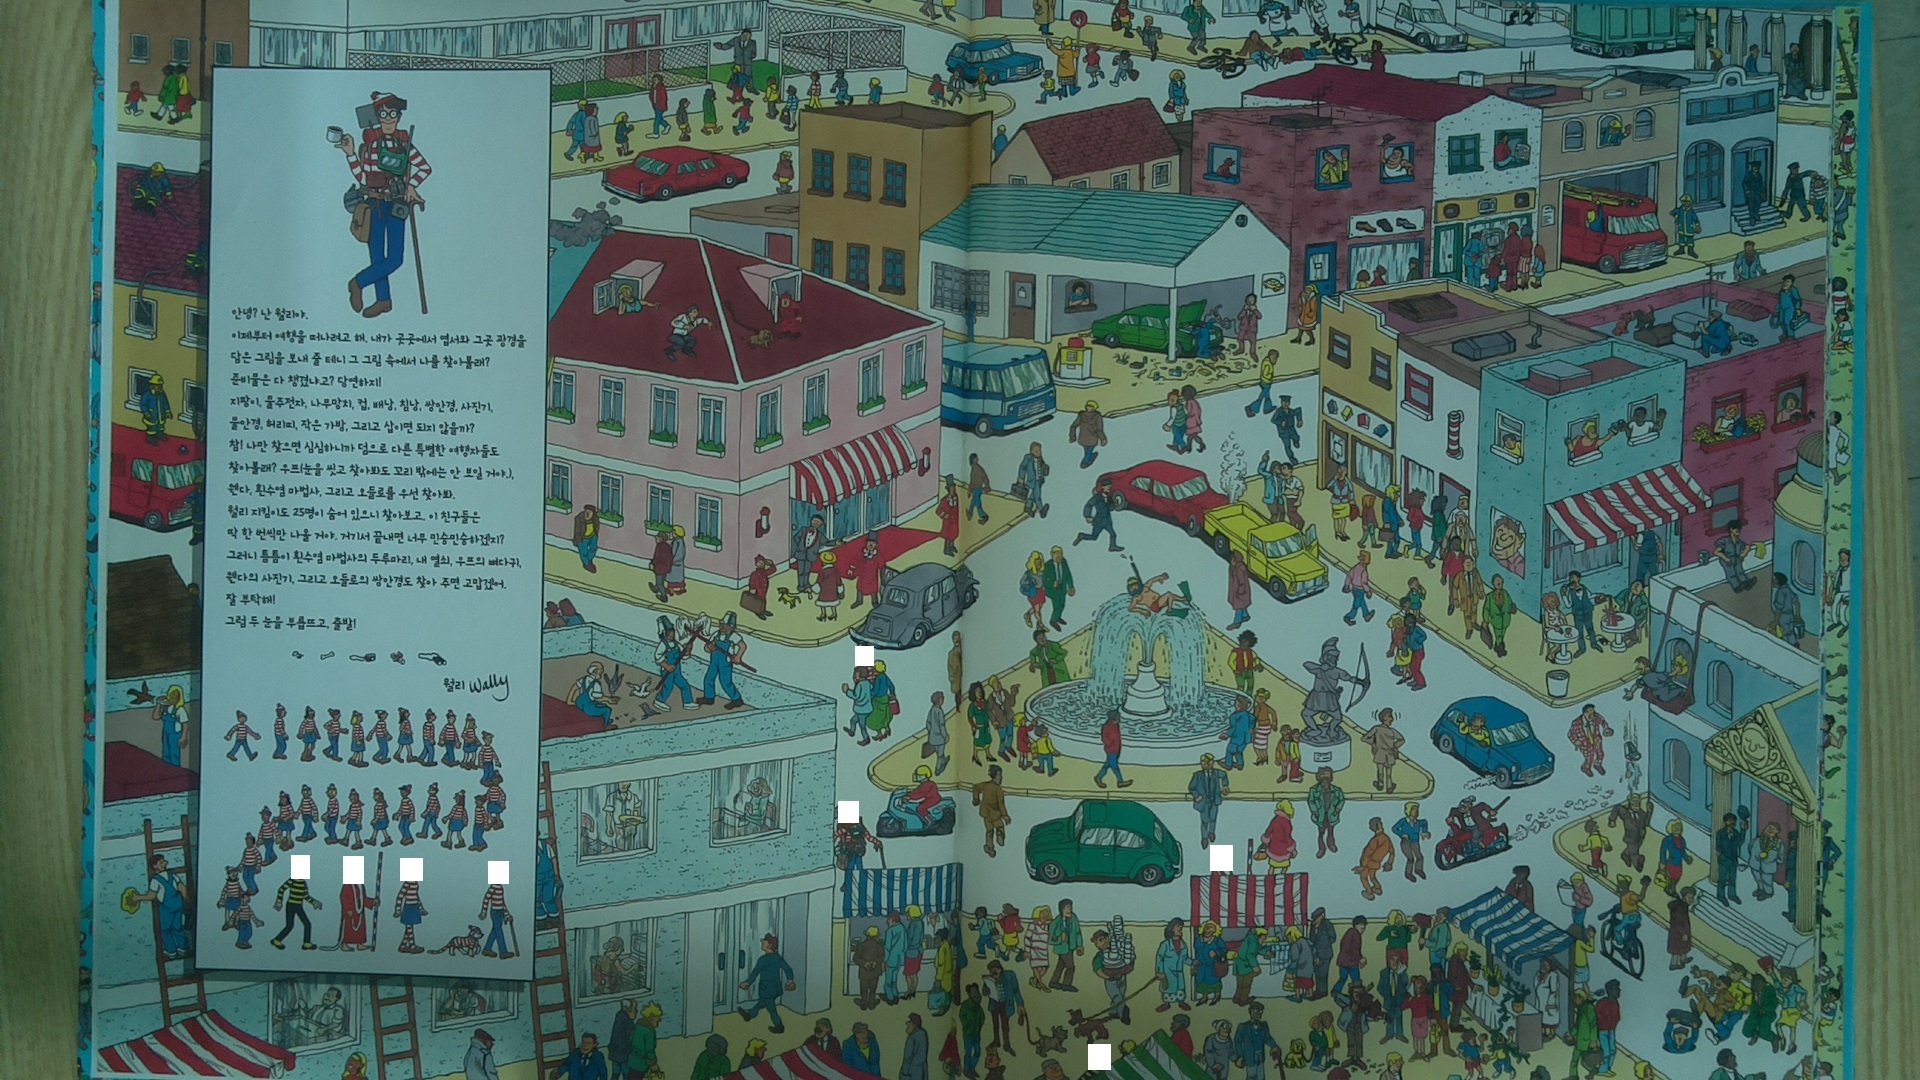 안녕? 난 월리야.
이제부터 여행을 떠나려고 해. 내가 곳곳에서 엽서와 그곳 광경을
담은 그림을 보내 줄 테니 그 그림 속에서 나를 찾아볼래?
준비물은 다 챙겼냐고? 당연하지!
지팡이, 물주전자, 나무망치, 컵, 배낭, 침낭, 쌍안경, 사진기,
물안경, 허리띠, 작은 가방, 그리고 삽이면 되지 않을까?
참! 나만 찾으면 심심하니까 덤으로 다른 특별한 여행자들도
찾아볼래? 우프(눈을 씻고 찾아봐도 꼬리 밖에는 안 보일 거야.),
웬다, 흰수염 마법사, 그리고 오들로를 우선 찾아봐.
월리 지킴이도 25명이 숨어 있으니 찾아보고. 이 친구들은
딱 한 번씩만 나올 거야. 거기서 끝내면 너무 밍숭밍숭하겠지?
그러니 틈틈이 흰수염 마법사의 두루마리, 내 열쇠, 우프의 뼈다귀,
웬다의 사진기, 그리고 오들로의 쌍안경도 찾아 주면 고맙겠어.
잘 부탁해!
그럼 두 눈을 부릅뜨고, 출발!
월리 Wally